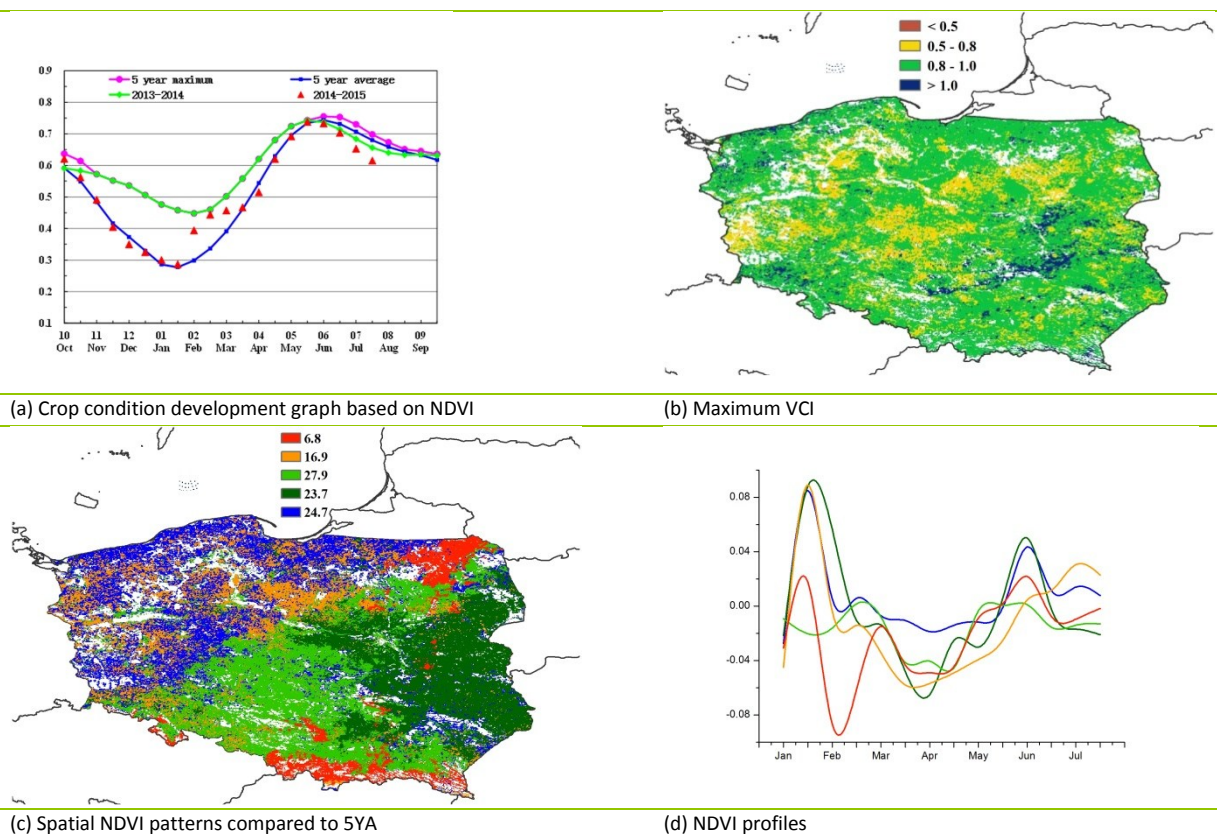 0.9
0.8
0.7
0.6
0.5
0.4
0.3
0.2
0.1
5 year maximum
5 year average
2013-2014
2014-2015
10 11 12 01 02 03 04 05 06 07 08 09
Oct Nov Dec Jan Feb Mar Apr May Jun Jul Aug Sep
< 0.5
0.5 - 0.8
0.8 - 1.0
> 1.0
(a) Crop condition development graph based on NDVI
(b) Maximum VCI
6.8
16.9
27.9
23.7
24.7
0.08
0.04
0.00
-0.04
-0.08
Jan Feb Mar Apr May Jun Jul
(c) Spatial NDVI patterns compared to 5YA
(d) NDVI profiles